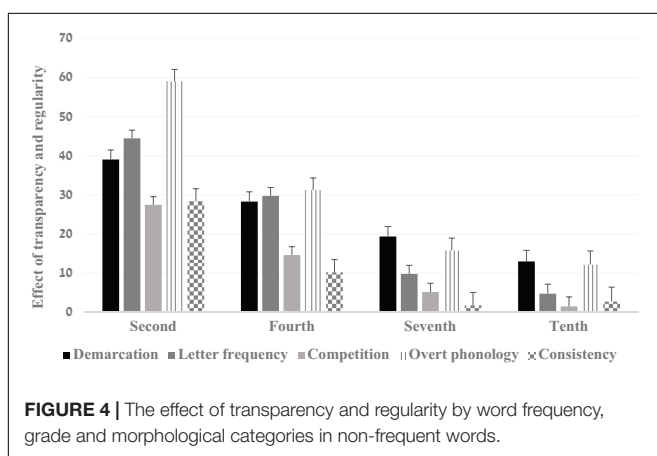 70
60
50
40
30
20
10
0
Effect of transparency and regularity
Second Fourth Seventh Tenth
Demarcation Letter frequency Competition Overt phonology Consistency
FIGURE 4 | The effect of transparency and regularity by word frequency,
grade and morphological categories in non-frequent words.